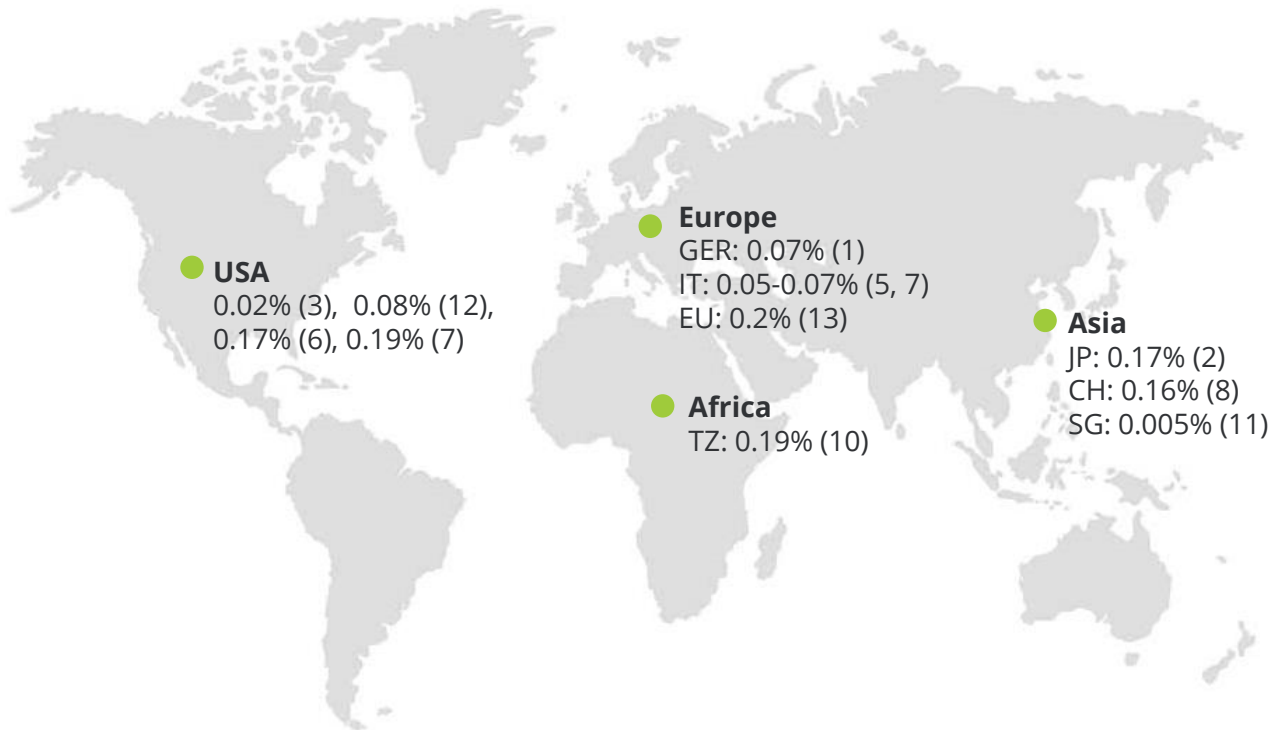 USA
0.02% (3), 0.08% (12),
0.17% (6), 0.19% (7)
Europe
GER: 0.07% (1)
IT: 0.05-0.07% (5, 7)
EU: 0.2% (13)
Africa
TZ: 0.19% (10)
Asia
JP: 0.17% (2)
CH: 0.16% (8)
SG: 0.005% (11)